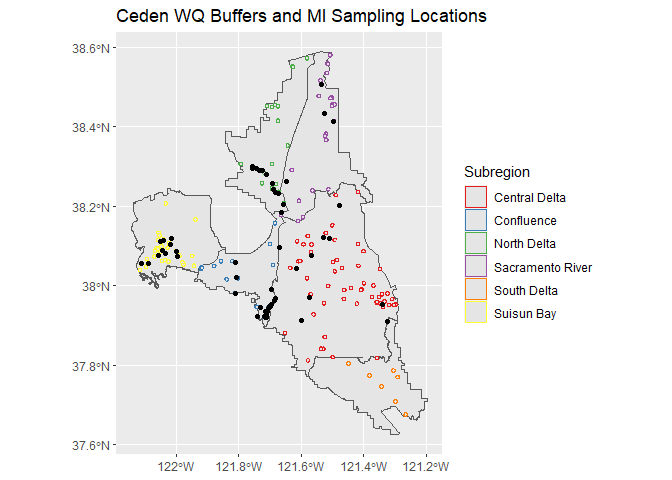 Ceden WQ Buffers and MI Sampling Locations
38.6°N
38.4°N
38.2°N
38°N
37.8°N
37.6°N
122°W
121.8°W
121.6°W
121.4°W
121.2°W
Subregion
Central Delta
Confluence
North Delta
Sacramento River
South Delta
Suisun Bay